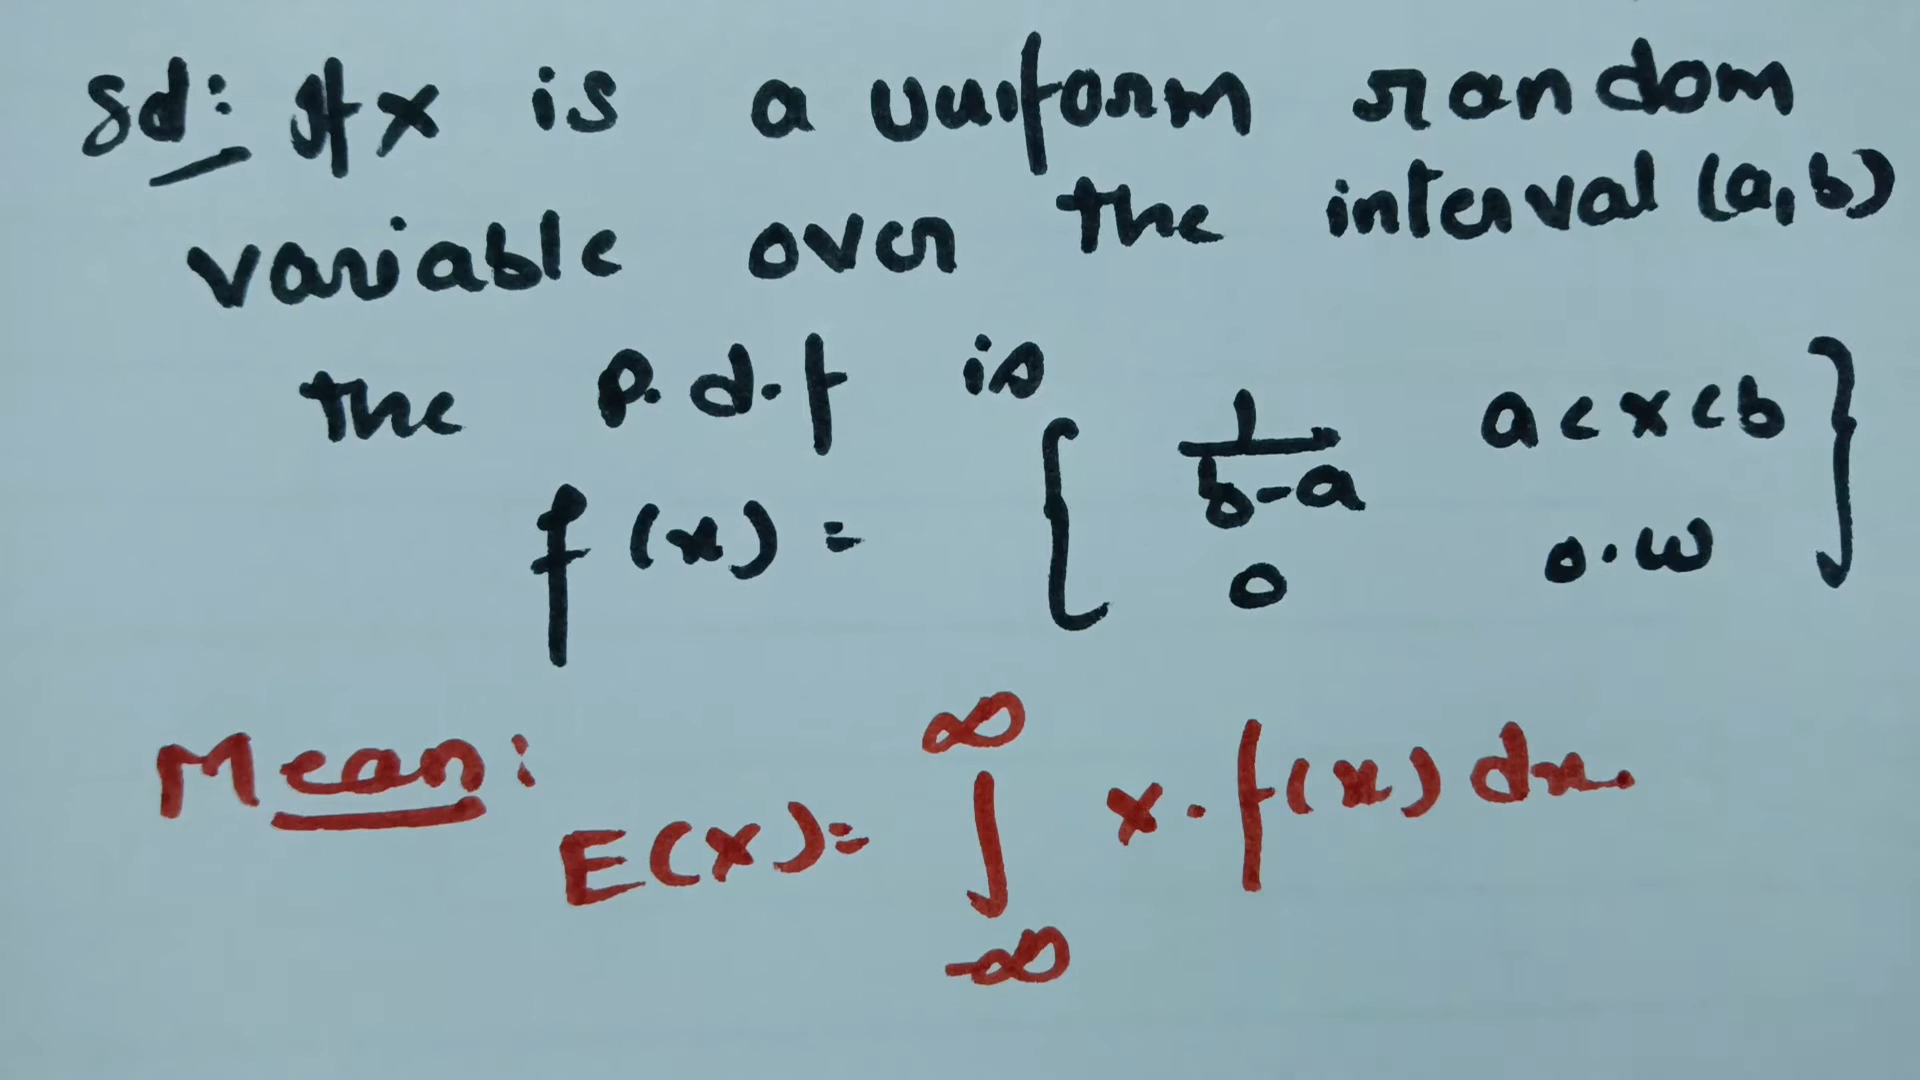 Sol: If X is a uniform random
variable over the interval (a, b)
the P.d.f is
f(x) = { 1/b-a a<x<b
0 o.w }
Mean:
E(X) = ∫_{-∞}^{∞} x.f(x) dx.